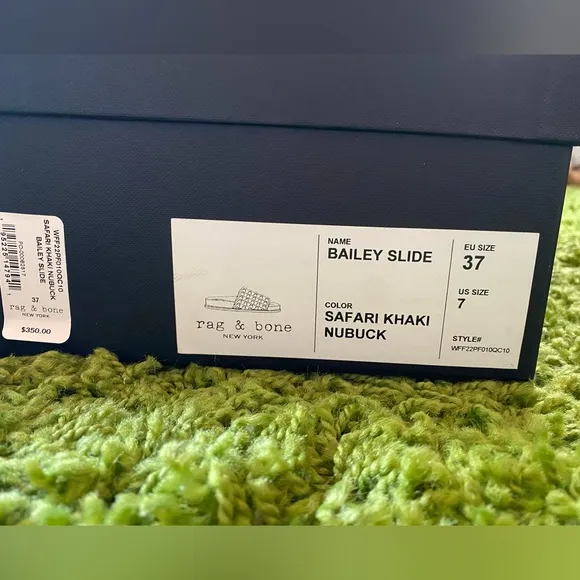 WFF22PF010QC10
SAFARI KHAKI NUBUCK
BAILEY SLIDE
37
rag & bone
NEW YORK
$350.00
rag & bone
NEW YORK
NAME
BAILEY SLIDE
COLOR
SAFARI KHAKI
NUBUCK
EU SIZE
37
US SIZE
7
STYLE#
WFF22PF010QC10